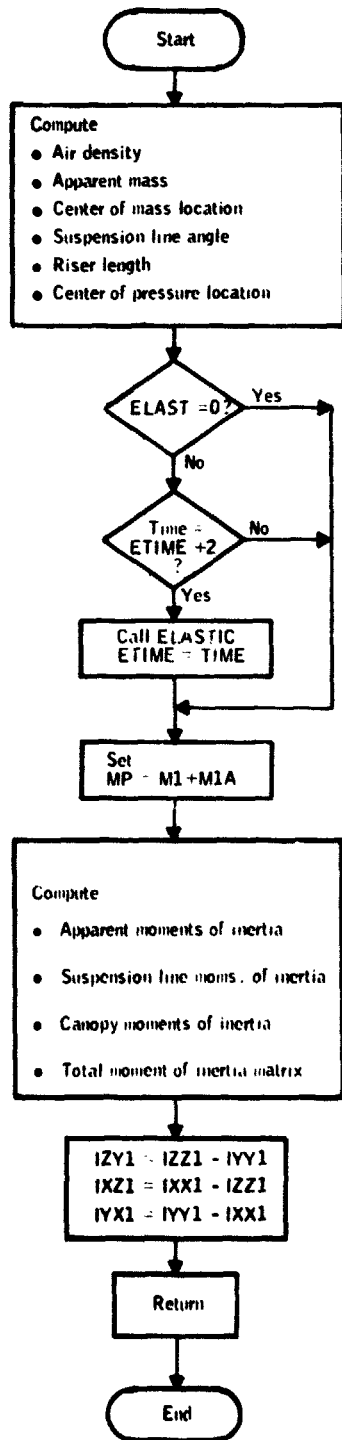 Start
Compute
• Air density
• Apparent mass
• Center of mass location
• Suspension line angle
• Riser length
• Center of pressure location
ELAST =0?
Yes
No
Time =
ETIME +2
?
No
Yes
Call ELASTIC
ETIME = TIME
Set
MP = M1+M1A
Compute
• Apparent moments of inertia
• Suspension line moms. of inertia
• Canopy moments of inertia
• Total moment of inertia matrix
IZY1 = IZZ1 - IYY1
IXZ1 = IXX1 - IZZ1
IYX1 = IYY1 - IXX1
Return
End